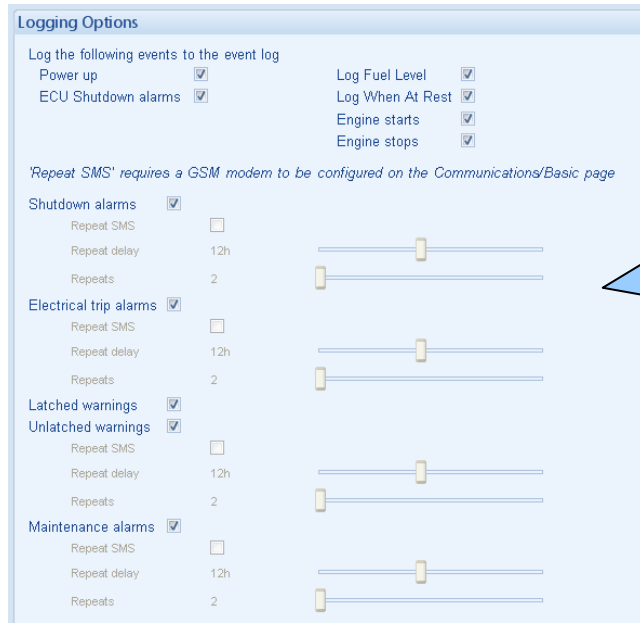 Logging Options
Log the following events to the event log
Power up Log Fuel Level
ECU Shutdown alarms Log When At Rest
Engine starts
Engine stops
'Repeat SMS' requires a GSM modem to be configured on the Communications/Basic page
Shutdown alarms
Repeat SMS
Repeat delay 12h
Repeats 2
Electrical trip alarms
Repeat SMS
Repeat delay 12h
Repeats 2
Latched warnings
Unlatched warnings
Repeat SMS
Repeat delay 12h
Repeats 2
Maintenance alarms
Repeat SMS
Repeat delay 12h
Repeats 2